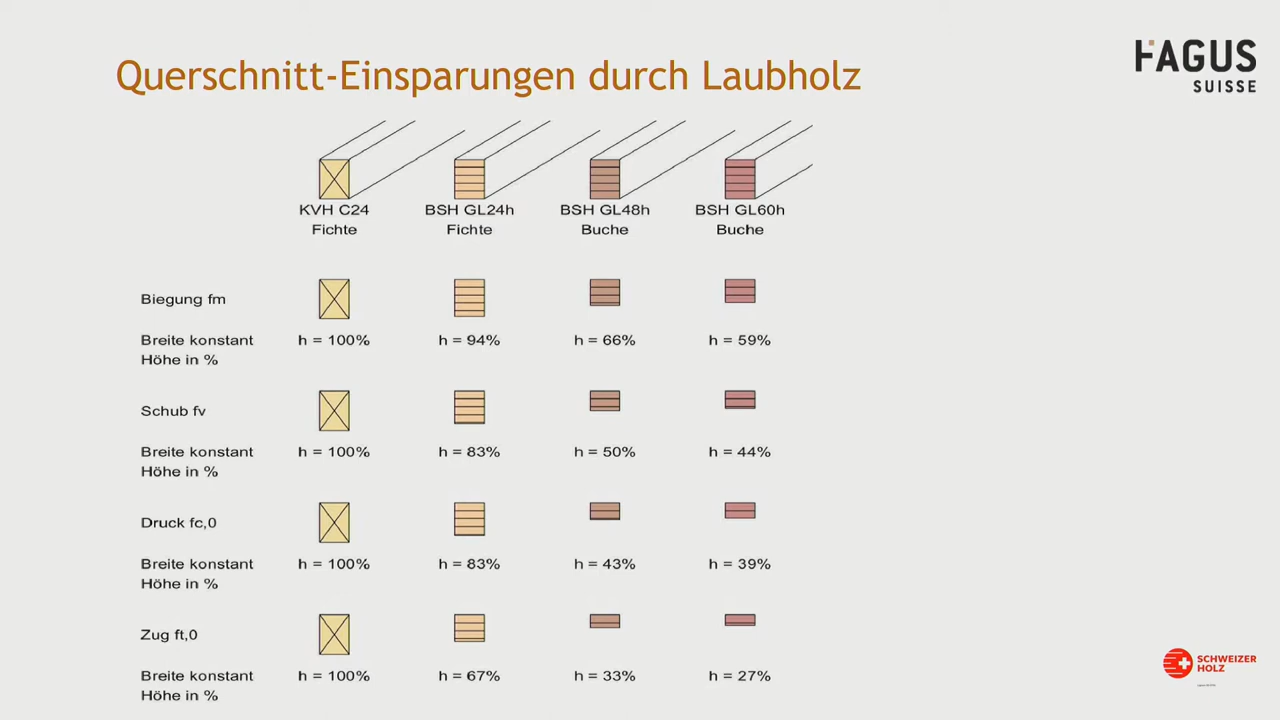 FAGUS
SUISSE
Querschnitt-Einsparungen durch Laubholz
KVH C24 BSH GL24h BSH GL48h BSH GL60h
Fichte Fichte Buche Buche
Biegung fm
Breite konstant h = 100% h = 94% h = 66% h = 59%
Höhe in %
Schub fv
Breite konstant h = 100% h = 83% h = 50% h = 44%
Höhe in %
Druck fc,0
Breite konstant h = 100% h = 83% h = 43% h = 39%
Höhe in %
Zug ft,0
Breite konstant h = 100% h = 67% h = 33% h = 27%
Höhe in %
SCHWEIZER
HOLZ